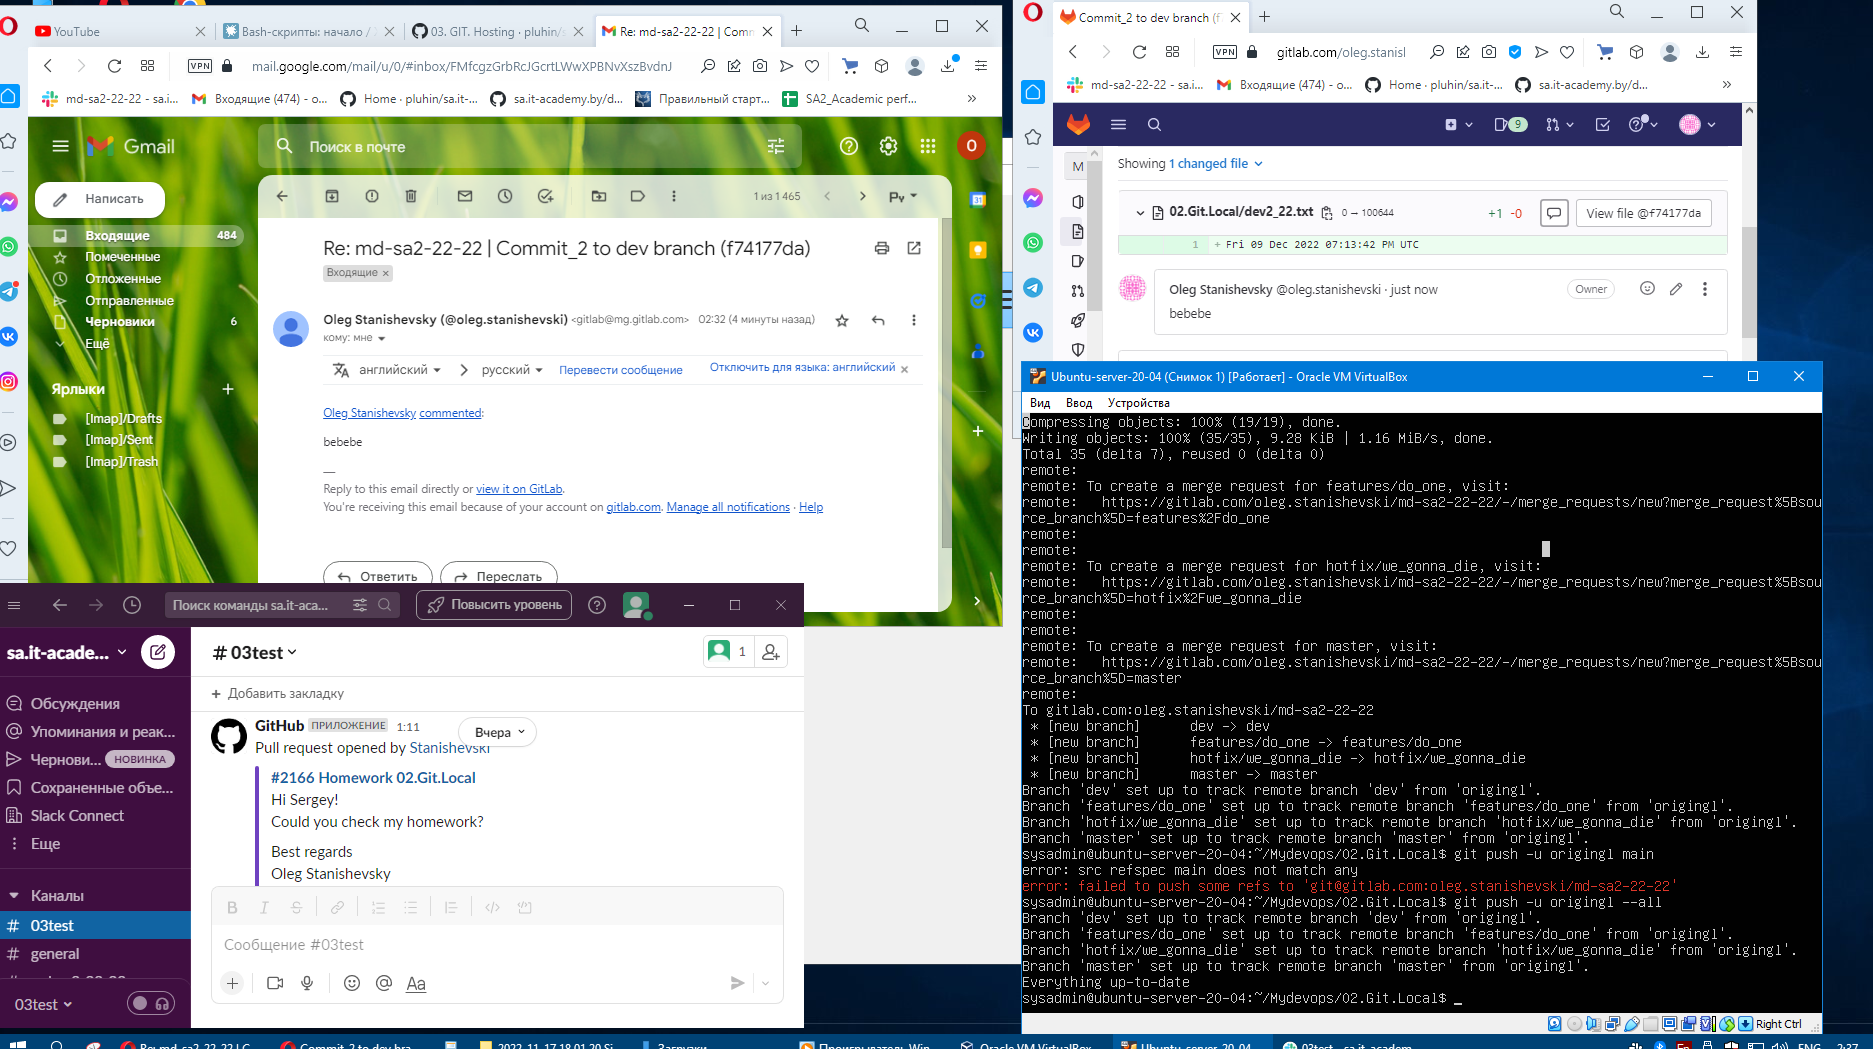 YouTube
Bash-скрипты: начало /
03. GIT. Hosting · pluhin/s
Re: md-sa2-22-22 | Comm
VPN
mail.google.com/mail/u/0/#inbox/FMfcgzGrbRcJGcrtLWwXPBNvXszBvdnJ
md-sa2-22-22 - sa.i...
Входящие (474) - o...
Home · pluhin/sa.it-...
sa.it-academy.by/d...
Правильный старт...
SA2_Academic perf...
»
Gmail
Поиск в почте
O
Написать
1 из 1 465
Входящие 484
Помеченные
Отложенные
Отправленные
Черновики 6
Ещё
Ярлыки
[Imap]/Drafts
[Imap]/Sent
[Imap]/Trash
Re: md-sa2-22-22 | Commit_2 to dev branch (f74177da)
Входящие ×
Oleg Stanishevsky (@oleg.stanishevski) <gitlab@mg.gitlab.com> 02:32 (4 минуты назад)
кому: мне
английский
русский
Перевести сообщение
Отключить для языка: английский ×
Oleg Stanishevsky commented:
bebebe
—
Reply to this email directly or view it on GitLab.
You're receiving this email because of your account on gitlab.com. Manage all notifications · Help
Ответить
Переслать
Commit_2 to dev branch (f7
VPN
gitlab.com/oleg.stanisl
md-sa2-22-22 - sa.i...
Входящие (474) - o...
Home · pluhin/sa.it-...
sa.it-academy.by/d...
»
9
M
Showing 1 changed file
02.Git.Local/dev2_22.txt 0 → 100644
+1 -0
View file @f74177da
1 + Fri 09 Dec 2022 07:13:42 PM UTC
Oleg Stanishevsky @oleg.stanishevski · just now
Owner
bebebe
Поиск команды sa.it-aca...
Повысить уровень
sa.it-acade...
Обсуждения
Упоминания и реак...
Чернови... НОВИНКА
Сохраненные объе...
Slack Connect
Еще
Каналы
# 03test
# general
03test
# 03test
1
+ Добавить закладку
GitHub ПРИЛОЖЕНИЕ 1:11
Вчера
Pull request opened by Stanishevski
#2166 Homework 02.Git.Local
Hi Sergey!
Could you check my homework?
Best regards
Oleg Stanishevsky
Сообщение #03test
Aa
Ubuntu-server-20-04 (Снимок 1) [Работает] - Oracle VM VirtualBox
Вид Ввод Устройства
Compressing objects: 100% (19/19), done.
Writing objects: 100% (35/35), 9.28 KiB | 1.16 MiB/s, done.
Total 35 (delta 7), reused 0 (delta 0)
remote:
remote: To create a merge request for features/do_one, visit:
remote:   https://gitlab.com/oleg.stanishevski/md-sa2-22-22/-/merge_requests/new?merge_request%5Bsou
rce_branch%5D=features%2Fdo_one
remote:
remote:
remote: To create a merge request for hotfix/we_gonna_die, visit:
remote:   https://gitlab.com/oleg.stanishevski/md-sa2-22-22/-/merge_requests/new?merge_request%5Bsou
rce_branch%5D=hotfix%2Fwe_gonna_die
remote:
remote:
remote: To create a merge request for master, visit:
remote:   https://gitlab.com/oleg.stanishevski/md-sa2-22-22/-/merge_requests/new?merge_request%5Bsou
rce_branch%5D=master
remote:
To gitlab.com:oleg.stanishevski/md-sa2-22-22
* [new branch]      dev -> dev
* [new branch]      features/do_one -> features/do_one
* [new branch]      hotfix/we_gonna_die -> hotfix/we_gonna_die
* [new branch]      master -> master
Branch 'dev' set up to track remote branch 'dev' from 'origingl'.
Branch 'features/do_one' set up to track remote branch 'features/do_one' from 'origingl'.
Branch 'hotfix/we_gonna_die' set up to track remote branch 'hotfix/we_gonna_die' from 'origingl'.
Branch 'master' set up to track remote branch 'master' from 'origingl'.
sysadmin@ubuntu-server-20-04:~/Mydevops/02.Git.Local$ git push -u origingl main
error: src refspec main does not match any
error: failed to push some refs to 'git@gitlab.com:oleg.stanishevski/md-sa2-22-22'
sysadmin@ubuntu-server-20-04:~/Mydevops/02.Git.Local$ git push -u origingl --all
Branch 'dev' set up to track remote branch 'dev' from 'origingl'.
Branch 'features/do_one' set up to track remote branch 'features/do_one' from 'origingl'.
Branch 'hotfix/we_gonna_die' set up to track remote branch 'hotfix/we_gonna_die' from 'origingl'.
Branch 'master' set up to track remote branch 'master' from 'origingl'.
Everything up-to-date
sysadmin@ubuntu-server-20-04:~/Mydevops/02.Git.Local$ _
Right Ctrl